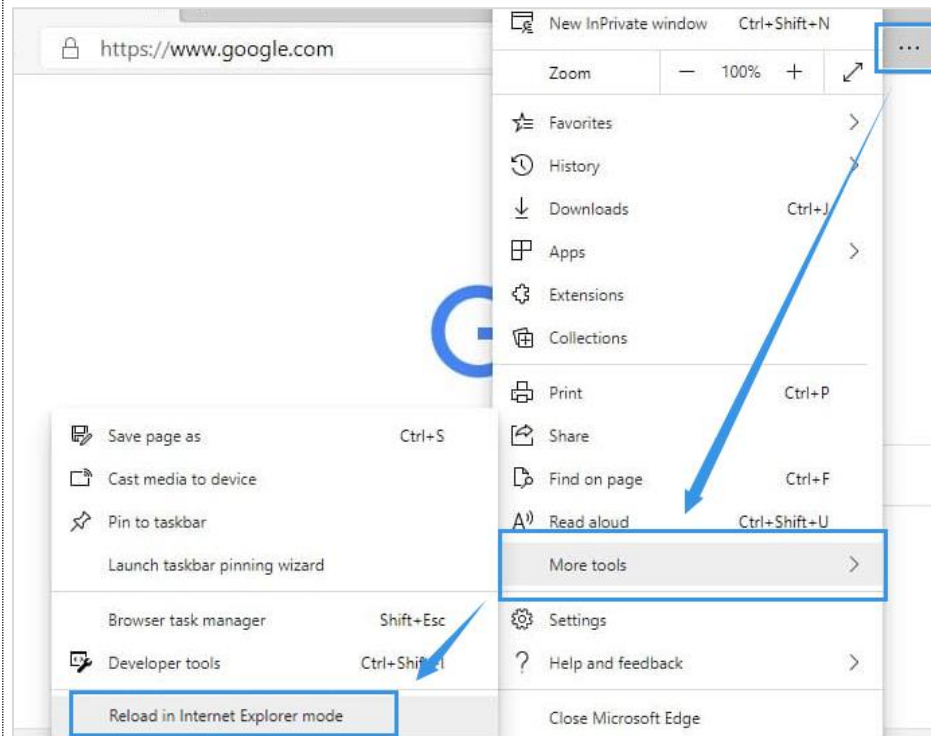 https://www.google.com
...
New InPrivate window Ctrl+Shift+N
Zoom — 100% +
Favorites
History
Downloads Ctrl+J
Apps
Extensions
Collections
Print Ctrl+P
Share
Find on page Ctrl+F
Read aloud Ctrl+Shift+U
More tools
Settings
Help and feedback
Close Microsoft Edge
Save page as Ctrl+S
Cast media to device
Pin to taskbar
Launch taskbar pinning wizard
Browser task manager Shift+Esc
Developer tools
Reload in Internet Explorer mode